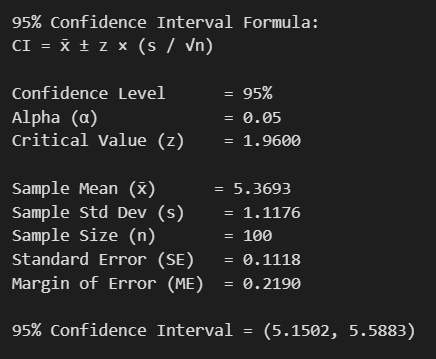 95% Confidence Interval Formula:
CI = x̄ ± z × (s / √n)
Confidence Level = 95%
Alpha (α) = 0.05
Critical Value (z) = 1.9600
Sample Mean (x̄) = 5.3693
Sample Std Dev (s) = 1.1176
Sample Size (n) = 100
Standard Error (SE) = 0.1118
Margin of Error (ME) = 0.2190
95% Confidence Interval = (5.1502, 5.5883)